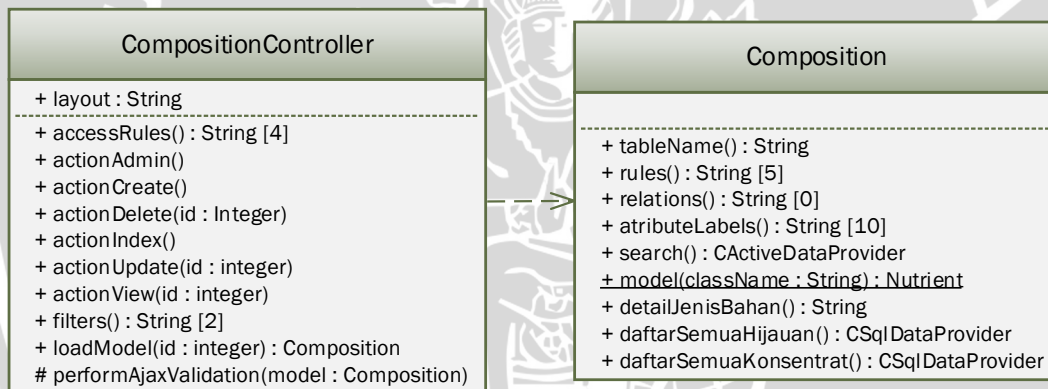 CompositionController
+ layout : String
+ accessRules() : String [4]
+ actionAdmin()
+ actionCreate()
+ actionDelete(id : Integer)
+ actionIndex()
+ actionUpdate(id : integer)
+ actionView(id : integer)
+ filters() : String [2]
+ loadModel(id : integer) : Composition
# performAjaxValidation(model : Composition)
Composition
+ tableName() : String
+ rules() : String [5]
+ relations() : String [0]
+ atributeLabels() : String [10]
+ search() : CActiveDataProvider
+ model(className : String) : Nutrient
+ detailJenisBahan() : String
+ daftarSemuaHijauan() : CSqlDataProvider
+ daftarSemuaKonsentrat() : CSqlDataProvider